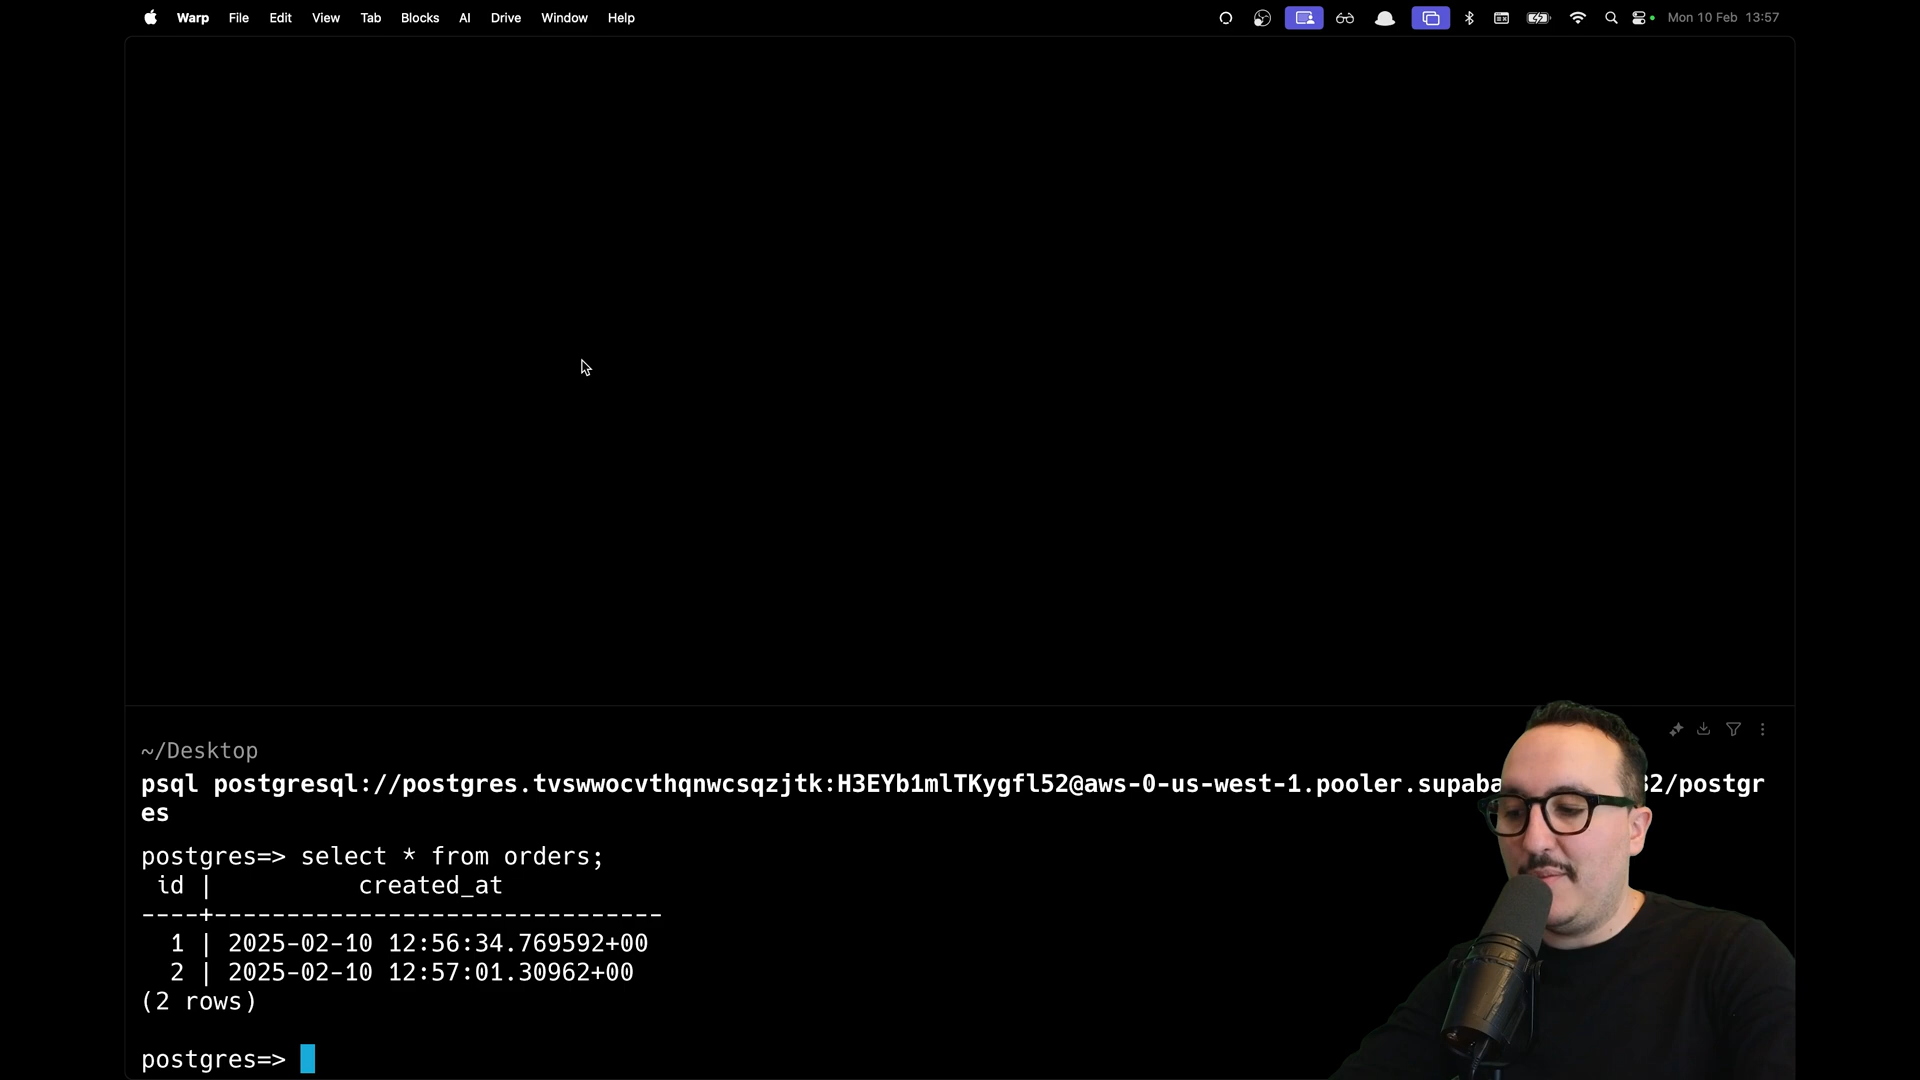 Warp File Edit View Tab Blocks AI Drive Window Help Mon 10 Feb 13:57
~/Desktop
psql postgresql://postgres.tvswwocvthqnwcsqzjtk:H3EYb1mlTKygfl52@aws-0-us-west-1.pooler.supaba 32/postgr
es
postgres=> select * from orders;
id | created_at
----+-------------------------------
1 | 2025-02-10 12:56:34.769592+00
2 | 2025-02-10 12:57:01.30962+00
(2 rows)
postgres=>